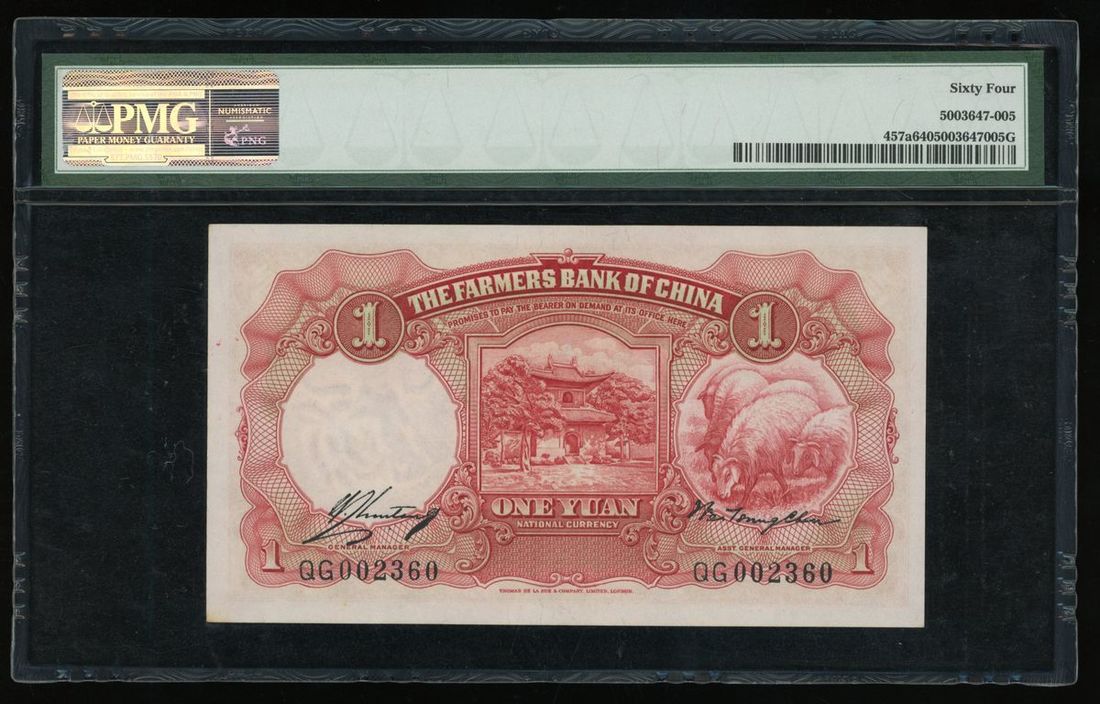 PMG
PAPER MONEY GUARANTY
NUMISMATIC
PNG
Sixty Four
5003647-005
457a6405003647005G
THE FARMERS BANK OF CHINA
PROMISES TO PAY THE BEARER ON DEMAND AT ITS OFFICE HERE
1
1
ONE YUAN
NATIONAL CURRENCY
GENERAL MANAGER
ASST. GENERAL MANAGER
1
1
QG002360
QG002360
THOMAS DE LA RUE & COMPANY, LIMITED, LONDON.